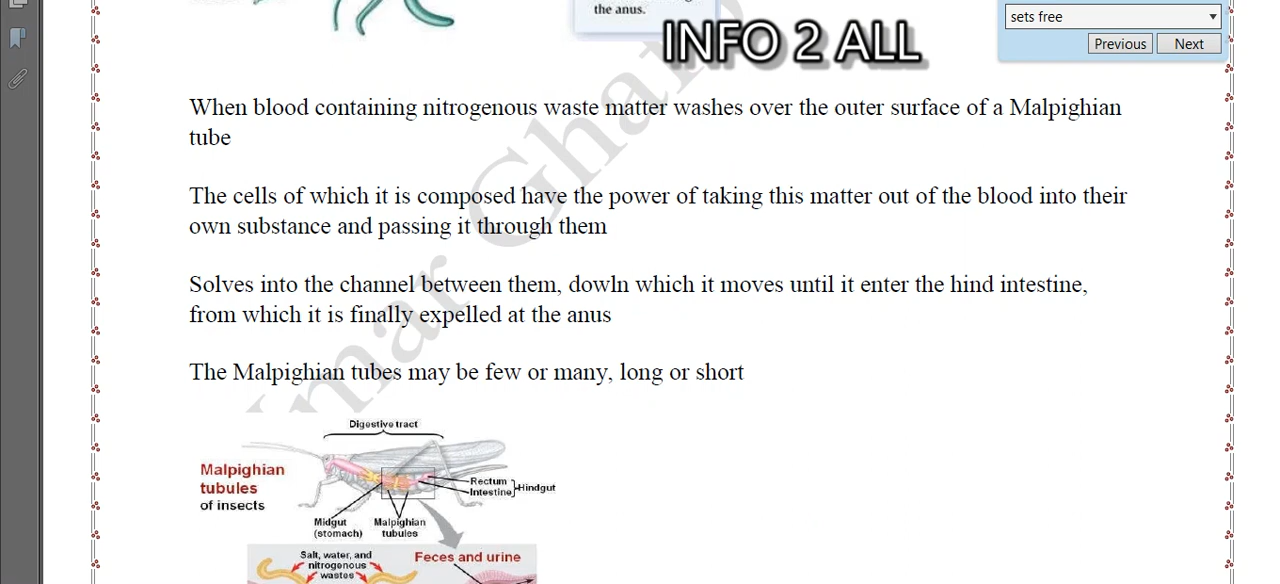 the anus.
INFO 2 ALL
sets free
Previous Next
When blood containing nitrogenous waste matter washes over the outer surface of a Malpighian
tube
The cells of which it is composed have the power of taking this matter out of the blood into their
own substance and passing it through them
Solves into the channel between them, dowln which it moves until it enter the hind intestine,
from which it is finally expelled at the anus
The Malpighian tubes may be few or many, long or short
Digestive tract
Malpighian
tubules
of insects
Rectum
Intestine
Hindgut
Midgut
(stomach)
Malpighian
tubules
Salt, water, and
nitrogenous
wastes
Feces and urine